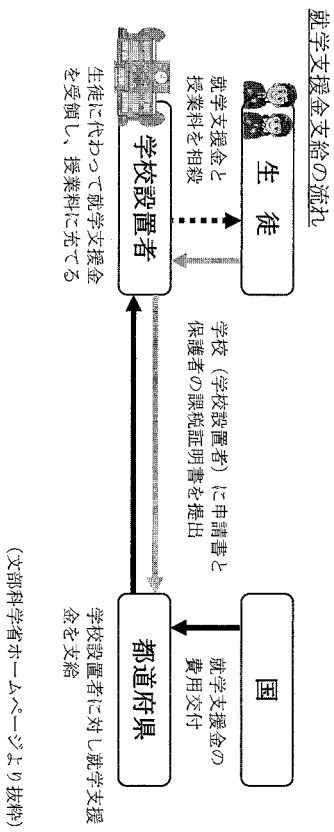 就学支援金支給の流れ
生徒
就学支援金と
授業料を相殺
学校（学校設置者）に申請書と
保護者の課税証明書を提出
国
就学支援金の
費用交付
学校設置者
生徒に代わって就学支援金
を受領し、授業料に充てる
都道府県
学校設置者に対し就学支援
金を支給
(文部科学省ホームページより抜粋)